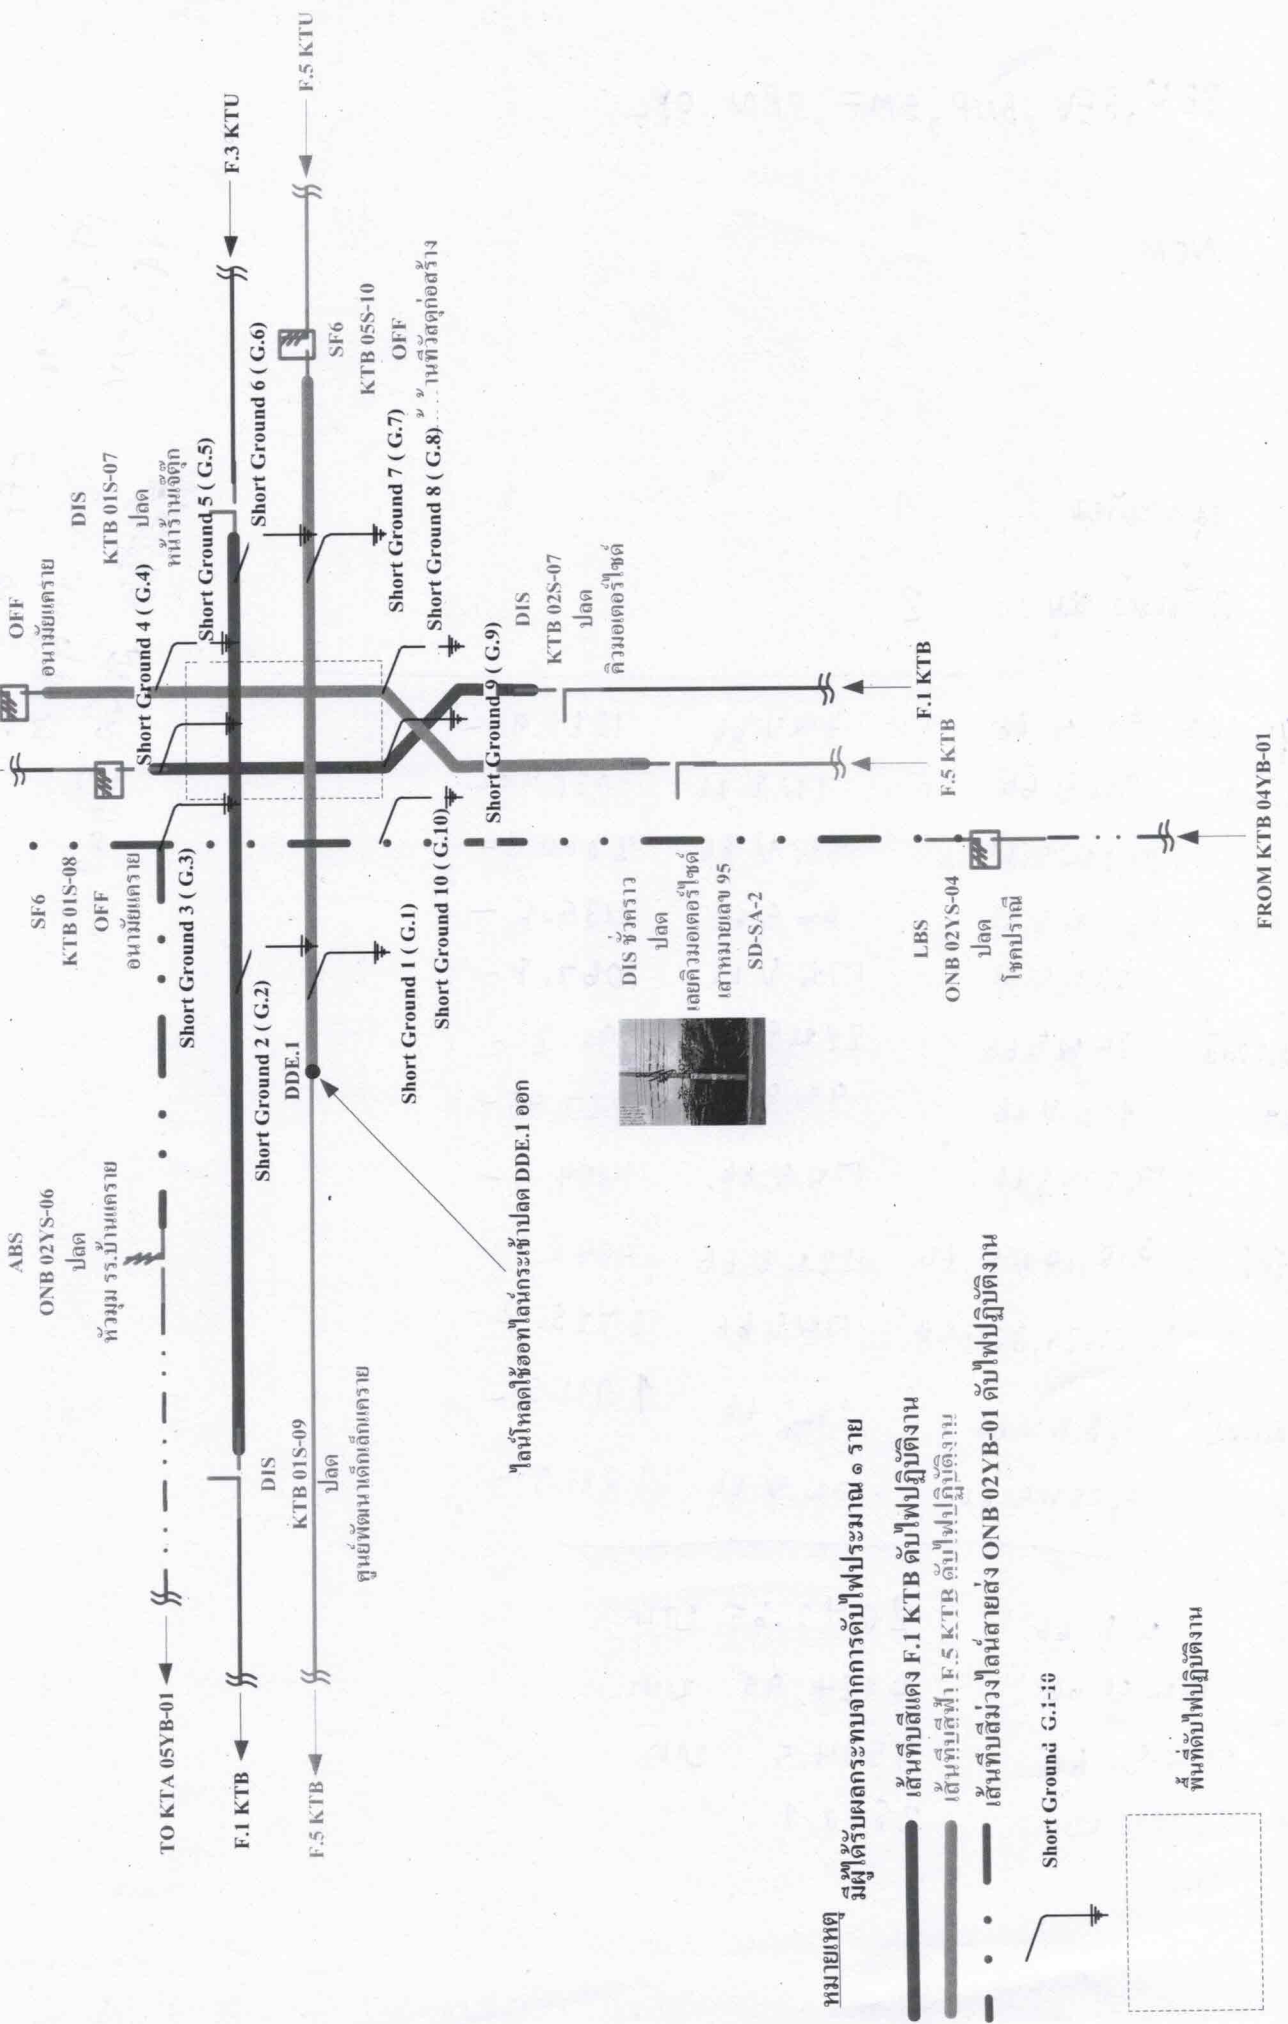 F.5 KTU
F.3 KTU
SF6
KTB 05S-10
OFF
DIS
KTB 01S-07
ปลด
หน้าร้านเจ๊ตุ๊ก
OFF
อนามัยแคราย
Short Ground 4 ( G.4)
Short Ground 5 ( G.5)
Short Ground 6 ( G.6)
Short Ground 7 ( G.7)
Short Ground 8 ( G.8)
Short Ground 9 ( G.9)
DIS
KTB 02S-07
ปลด
คิวมอเตอร์ไซด์
F.1 KTB
F.5 KTB
SF6
KTB 01S-08
OFF
อนามัยแคราย
Short Ground 3 ( G.3)
Short Ground 2 ( G.2)
DDE.1
Short Ground 1 ( G.1)
Short Ground 10 ( G.10)
DIS ชั่วคราว
ปลด
เลยคิวมอเตอร์ไซด์
เสาหมายเลข 95
SD-SA-2
LBS
ONB 02YS-04
ปลด
โชคปราณี
FROM KTB 04YB-01
ABS
ONB 02YS-06
ปลด
หัวมุม รร.บ้านแคราย
ไลน์โหลดใช้ฮอทไลน์กระเช้าปลด DDE.1 ออก
DIS
KTB 01S-09
ปลด
ศูนย์พัฒนาเด็กเล็กแคราย
TO KTA 05YB-01
F.1 KTB
F.5 KTB
หมายเหตุ
มีผู้ได้รับผลกระทบจากการดับไฟประมาณ ๑ ราย
เส้นทึบสีแดง F.1 KTB ดับไฟปฏิบัติงาน
เส้นทึบสีฟ้า F.5 KTB ดับไฟปฏิบัติงาน
เส้นทึบสีม่วงไลน์สายส่ง ONB 02YB-01 ดับไฟปฏิบัติงาน
Short Ground G.1-10
พื้นที่ดับไฟปฏิบัติงาน